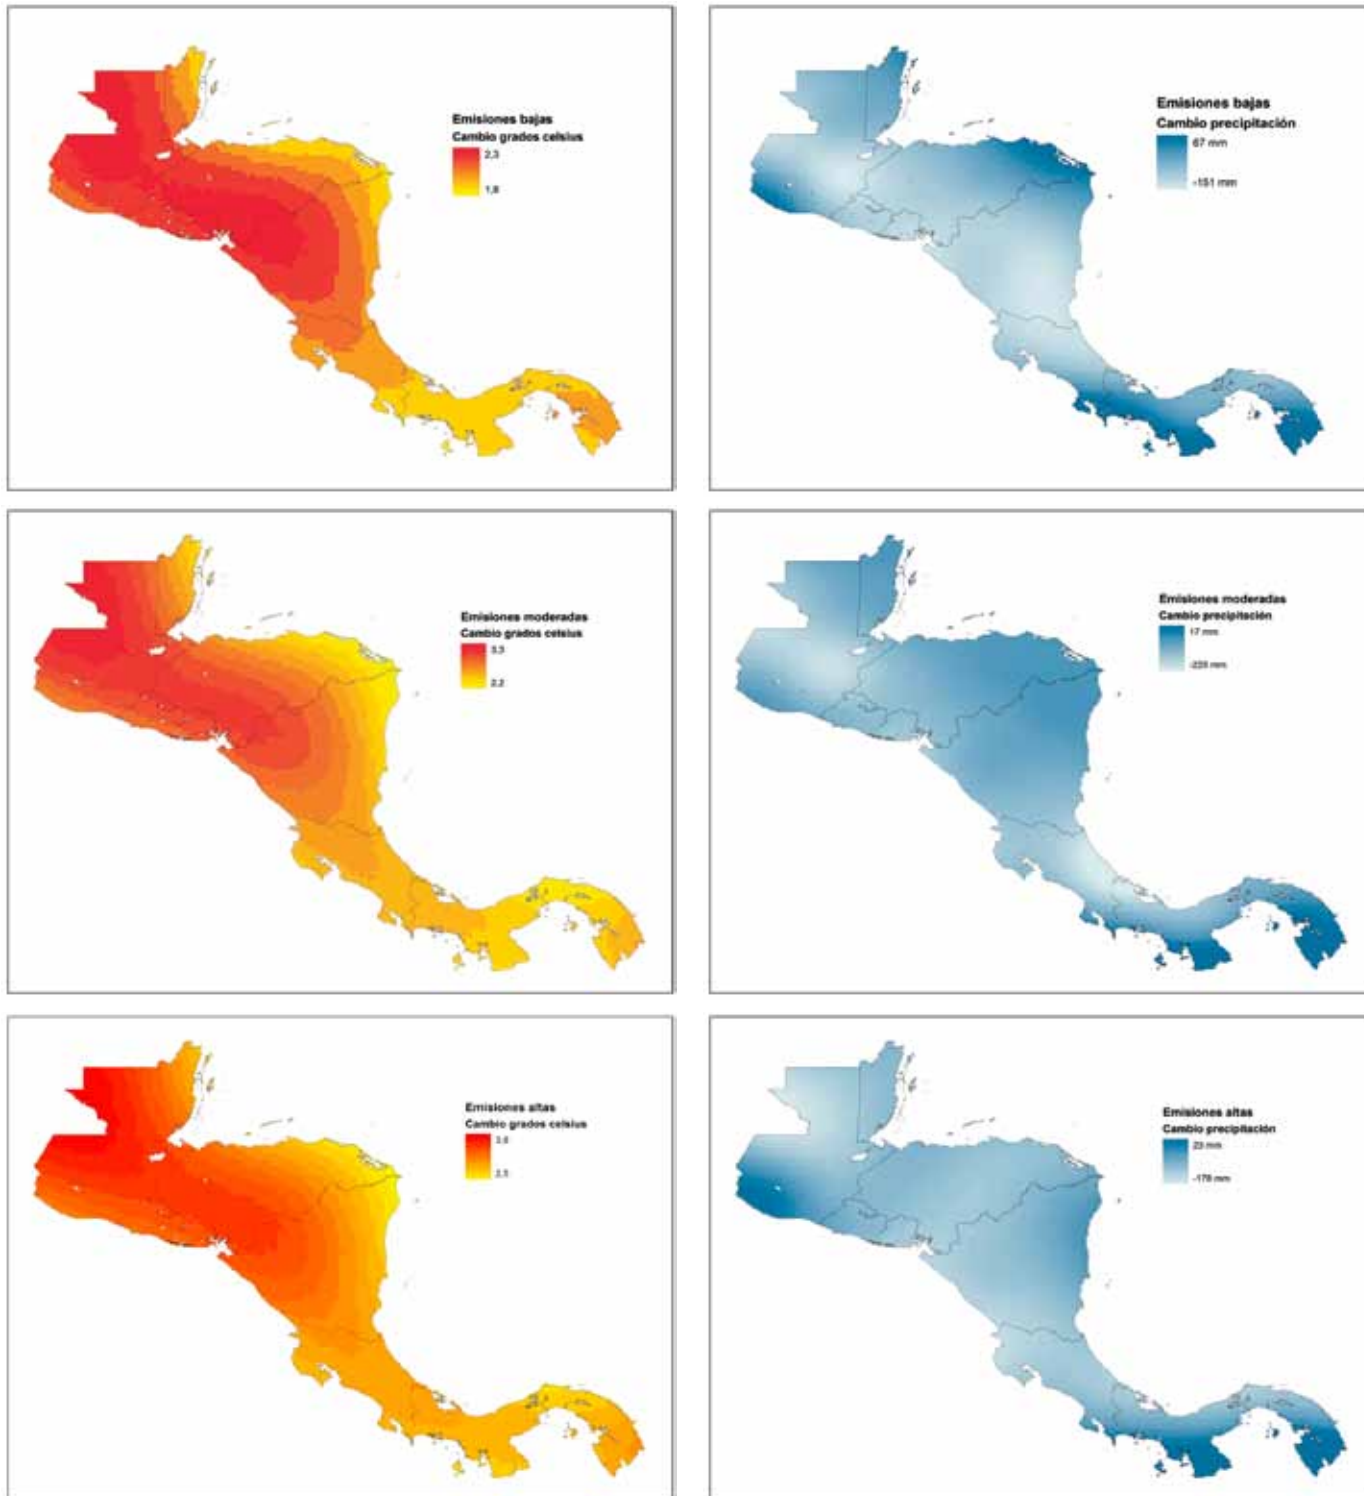 Emisiones bajas
Cambio grados celsius
2,3
1,8
Emisiones bajas
Cambio precipitación
67 mm
-151 mm
Emisiones moderadas
Cambio grados celsius
3,3
2,2
Emisiones moderadas
Cambio precipitación
17 mm
Emisiones altas
Cambio grados celsius
2,5
Emisiones altas
Cambio precipitación
23 mm